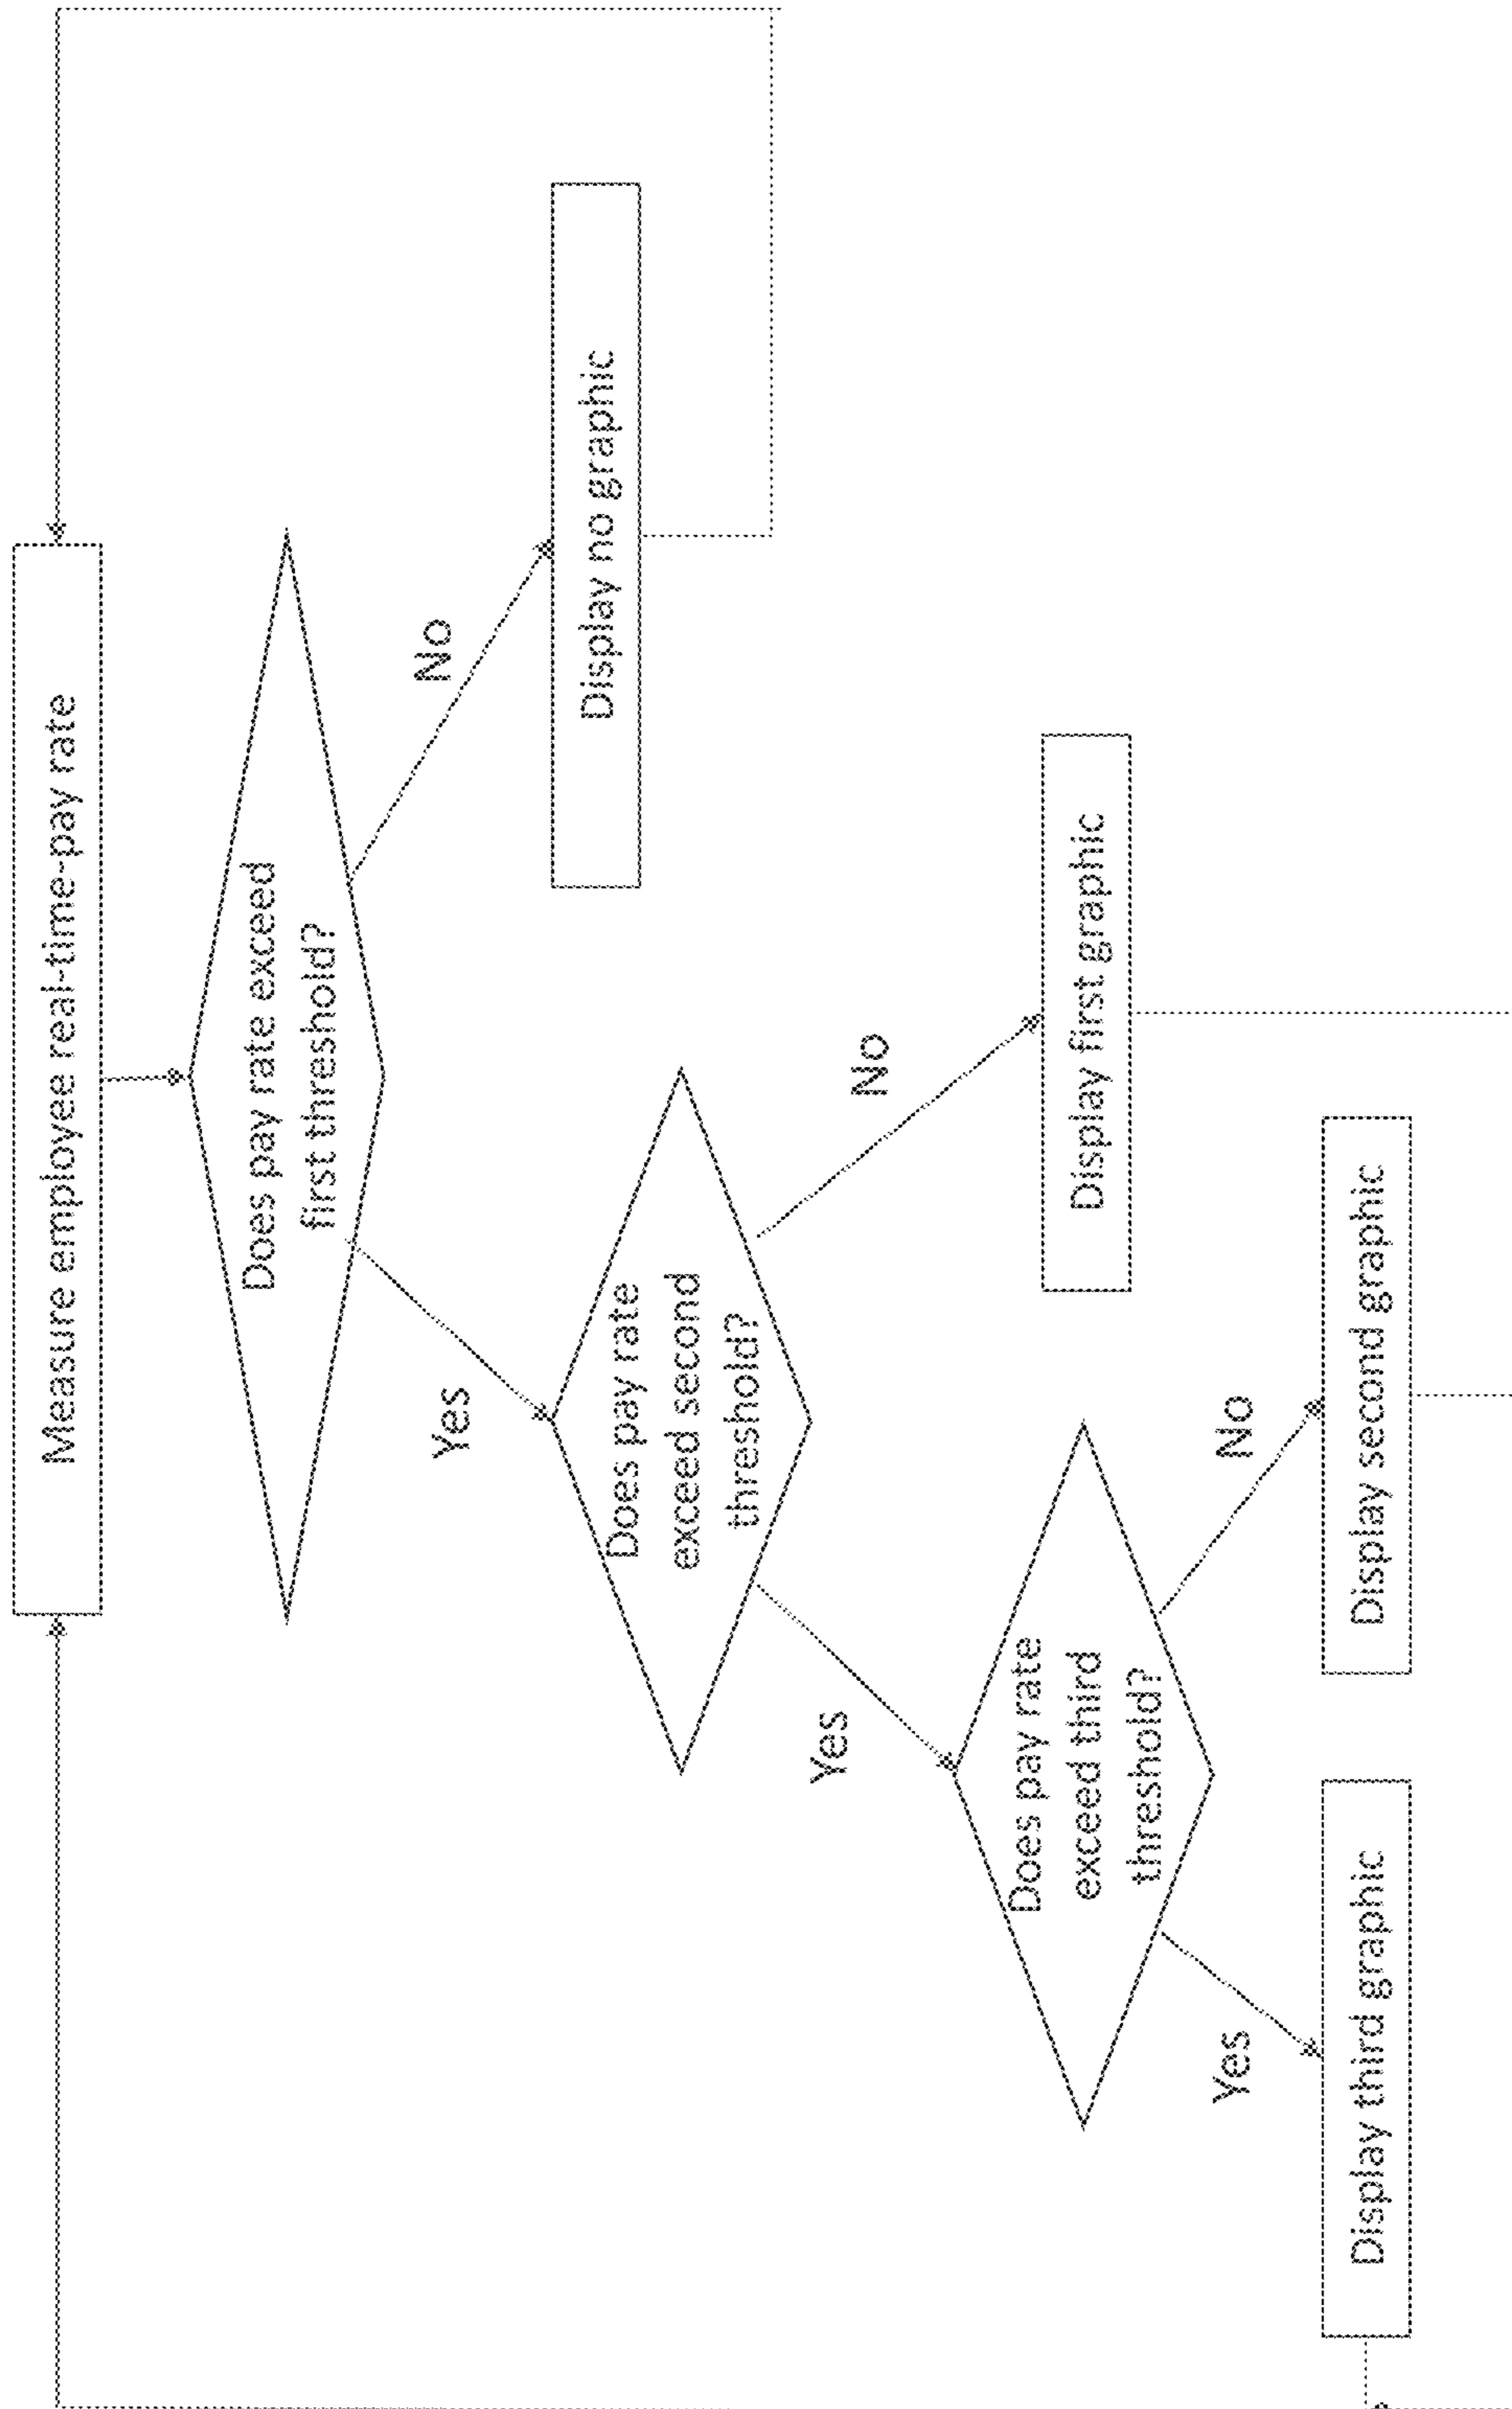 Measure employee real-time-pay rate
Does pay rate exceed
first threshold?
Yes
No
Does pay rate
exceed second
threshold?
Display no graphic
Yes
No
Does pay rate
exceed third
threshold?
Display first graphic
Yes
No
Display third graphic
Display second graphic